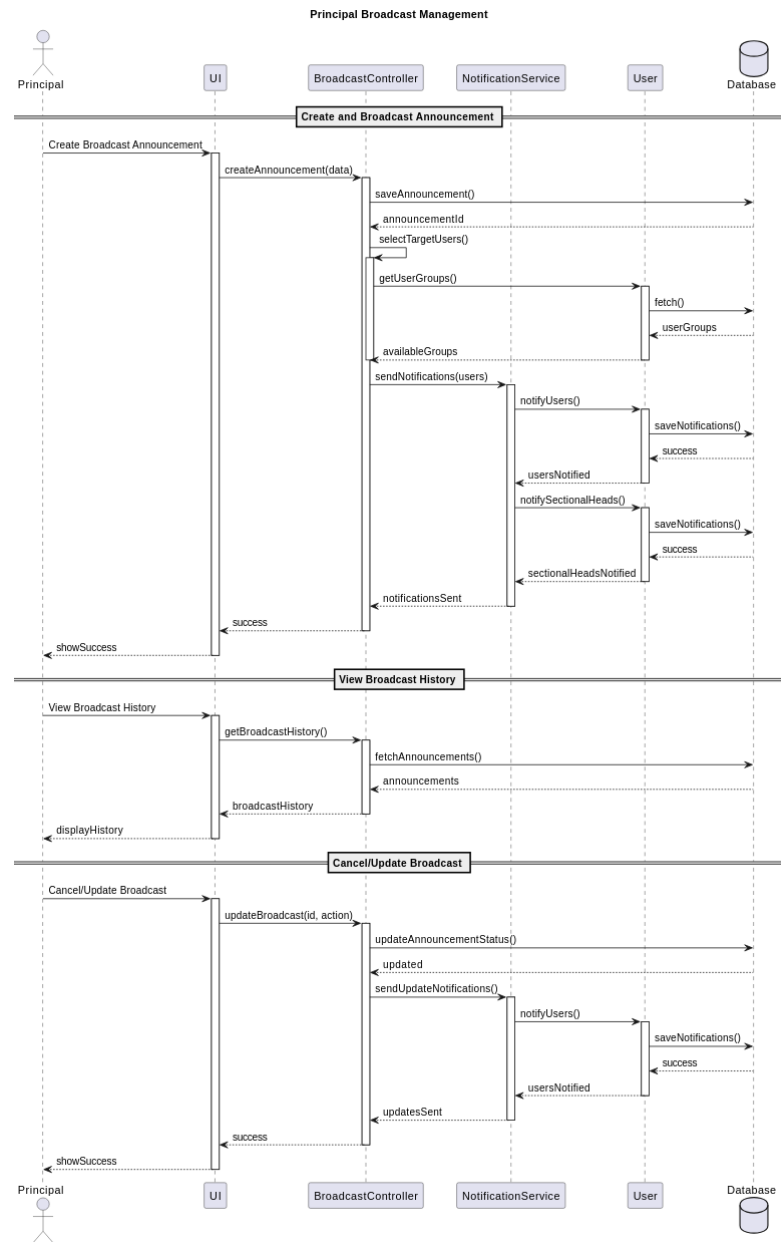 Principal Broadcast Management
Principal
UI
BroadcastController
NotificationService
User
Database
Create and Broadcast Announcement
Create Broadcast Announcement
createAnnouncement(data)
saveAnnouncement()
announcementId
selectTargetUsers()
getUserGroups()
fetch()
userGroups
availableGroups
sendNotifications(users)
notifyUsers()
saveNotifications()
success
usersNotified
notifySectionalHeads()
saveNotifications()
success
sectionalHeadsNotified
notificationsSent
success
showSuccess
View Broadcast History
View Broadcast History
getBroadcastHistory()
fetchAnnouncements()
announcements
broadcastHistory
displayHistory
Cancel/Update Broadcast
Cancel/Update Broadcast
updateBroadcast(id, action)
updateAnnouncementStatus()
updated
sendUpdateNotifications()
notifyUsers()
saveNotifications()
success
usersNotified
updatesSent
success
showSuccess
Principal
UI
BroadcastController
NotificationService
User
Database